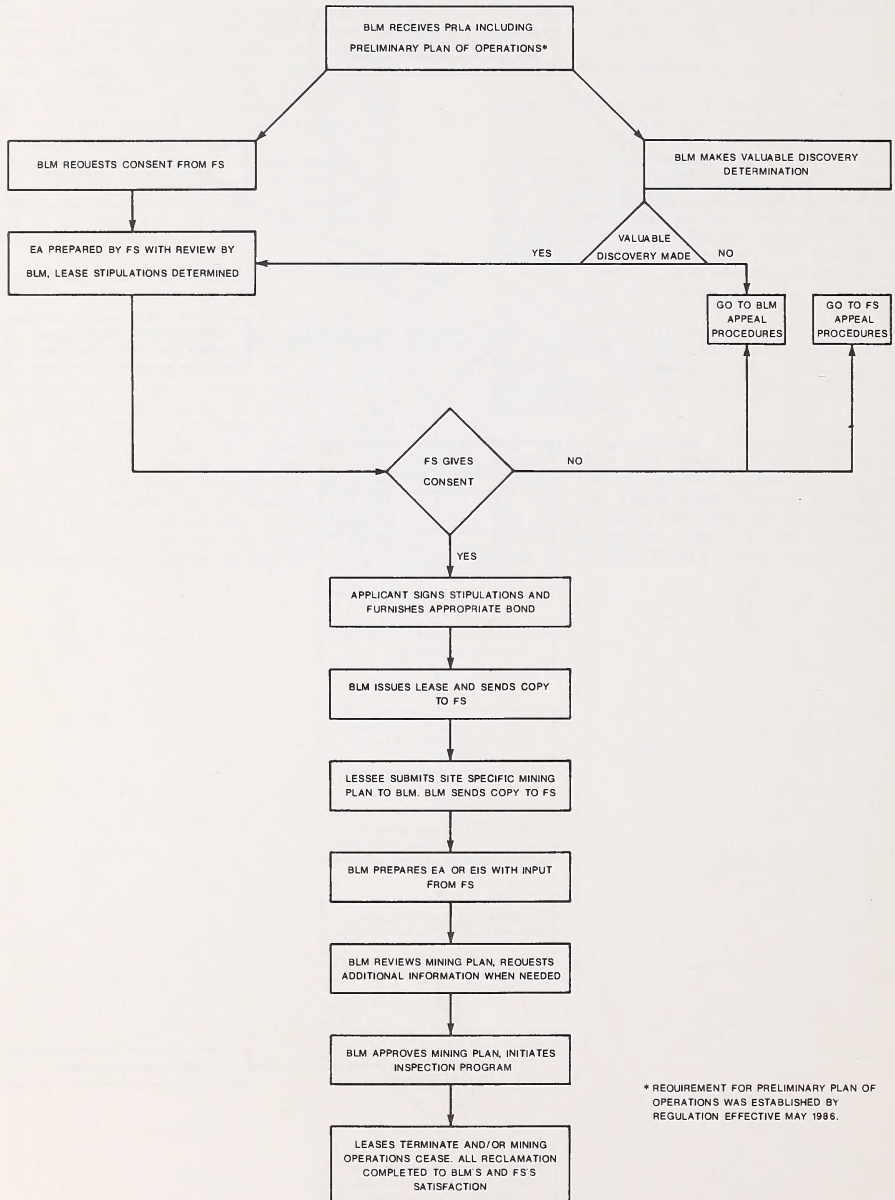 BLM RECEIVES PRLA INCLUDING
PRELIMINARY PLAN OF OPERATIONS*
BLM REQUESTS CONSENT FROM FS
BLM MAKES VALUABLE DISCOVERY
DETERMINATION
EA PREPARED BY FS WITH REVIEW BY
BLM, LEASE STIPULATIONS DETERMINED
YES
VALUABLE
DISCOVERY MADE
NO
GO TO BLM
APPEAL
PROCEDURES
GO TO FS
APPEAL
PROCEDURES
FS GIVES
CONSENT
NO
YES
APPLICANT SIGNS STIPULATIONS AND
FURNISHES APPROPRIATE BOND
BLM ISSUES LEASE AND SENDS COPY
TO FS
LESSEE SUBMITS SITE SPECIFIC MINING
PLAN TO BLM. BLM SENDS COPY TO FS
BLM PREPARES EA OR EIS WITH INPUT
FROM FS
BLM REVIEWS MINING PLAN, REQUESTS
ADDITIONAL INFORMATION WHEN NEEDED
BLM APPROVES MINING PLAN, INITIATES
INSPECTION PROGRAM
LEASES TERMINATE AND/OR MINING
OPERATIONS CEASE. ALL RECLAMATION
COMPLETED TO BLM'S AND FS'S
SATISFACTION
* REQUIREMENT FOR PRELIMINARY PLAN OF
OPERATIONS WAS ESTABLISHED BY
REGULATION EFFECTIVE MAY 1986.